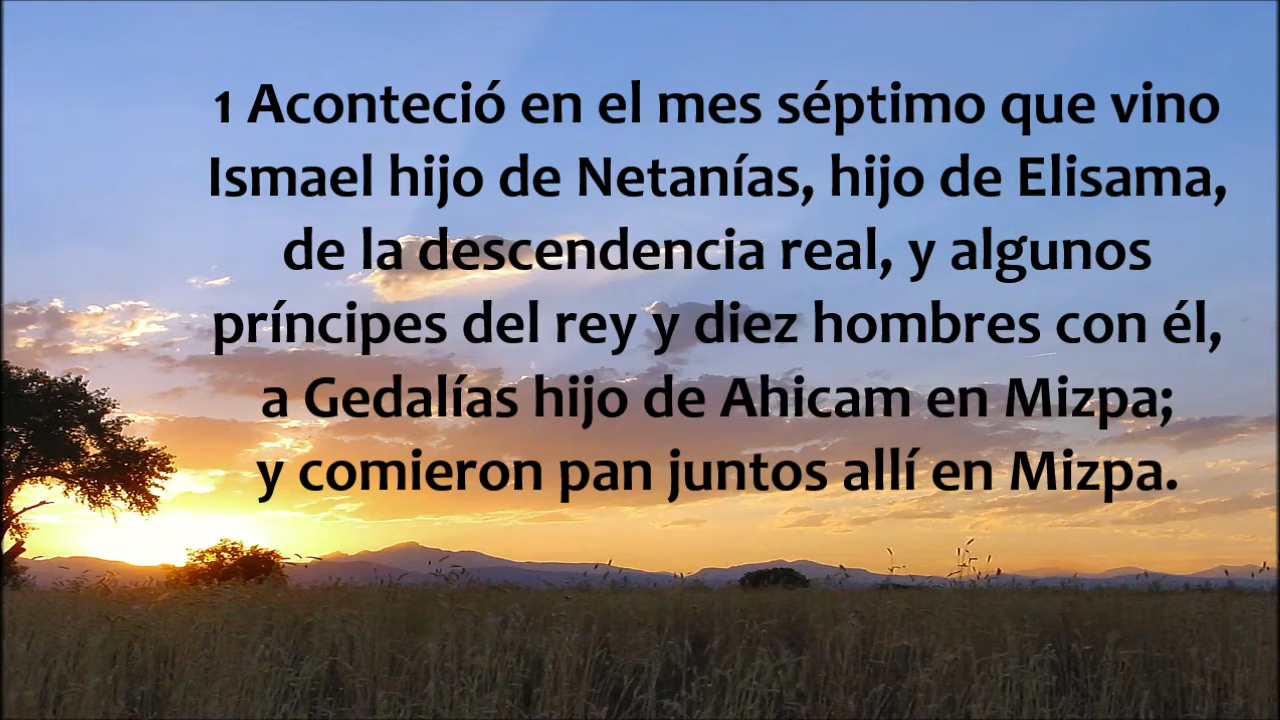 1 Aconteció en el mes séptimo que vino
Ismael hijo de Netanías, hijo de Elisama,
de la descendencia real, y algunos
príncipes del rey y diez hombres con él,
a Gedalías hijo de Ahicam en Mizpa;
y comieron pan juntos allí en Mizpa.